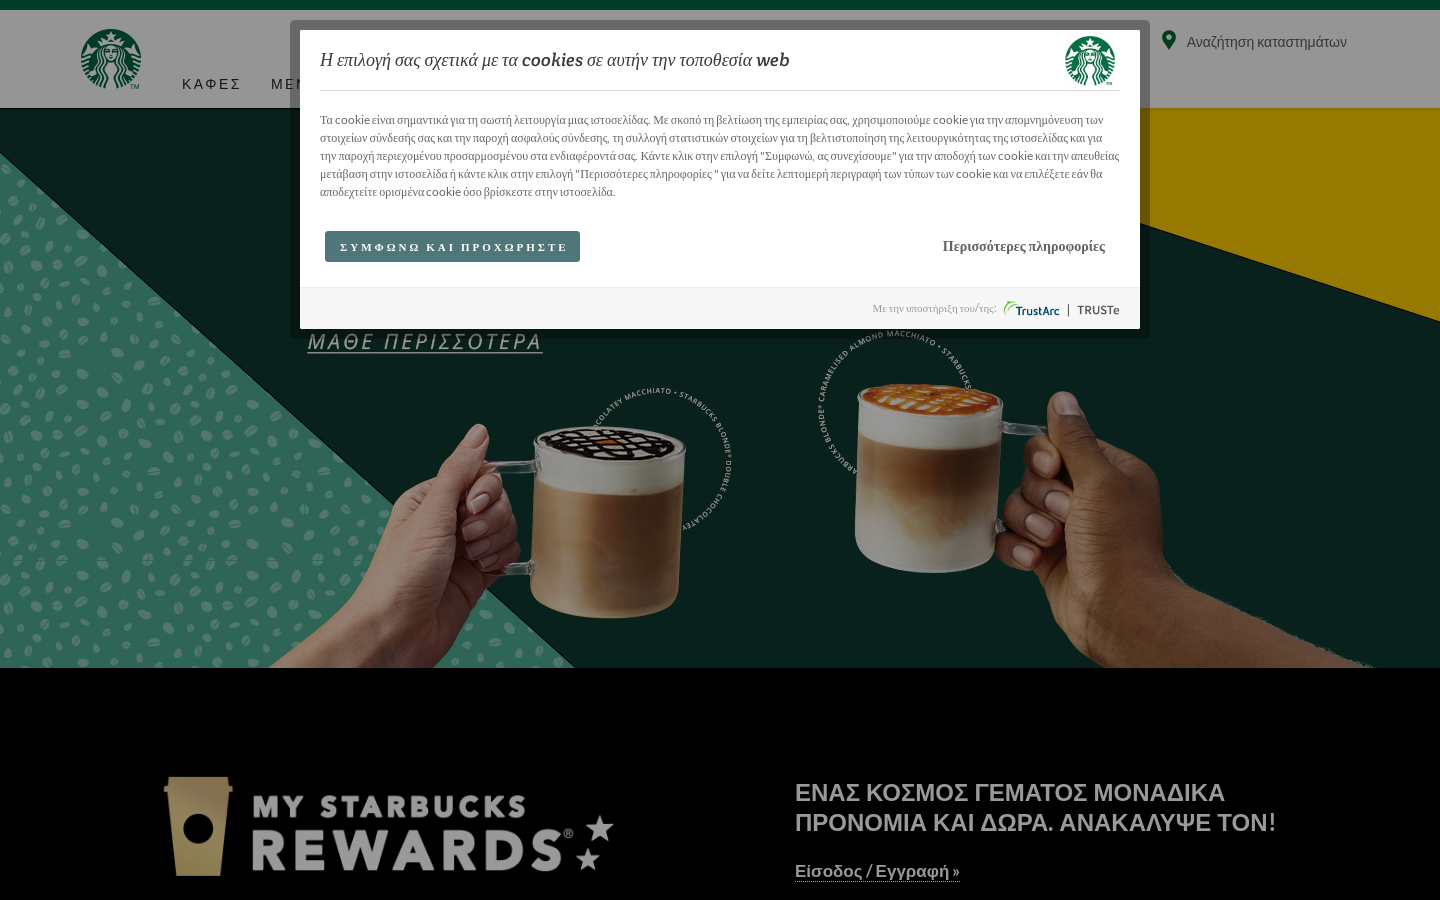 Αναζήτηση καταστημάτων
ΚΑΦΕΣ
Η επιλογή σας σχετικά με τα cookies σε αυτήν την τοποθεσία web
Τα cookie είναι σημαντικά για τη σωστή λειτουργία μιας ιστοσελίδας. Με σκοπό τη βελτίωση της εμπειρίας σας, χρησιμοποιούμε cookie για την απομνημόνευση των
στοιχείων σύνδεσής σας και την παροχή ασφαλούς σύνδεσης, τη συλλογή στατιστικών στοιχείων για τη βελτιστοποίηση της λειτουργικότητας της ιστοσελίδας και για
την παροχή περιεχομένου προσαρμοσμένου στα ενδιαφέροντά σας. Κάντε κλικ στην επιλογή "Συμφωνώ, ας συνεχίσουμε" για την αποδοχή των cookie και την απευθείας
μετάβαση στην ιστοσελίδα ή κάντε κλικ στην επιλογή "Περισσότερες πληροφορίες " για να δείτε λεπτομερή περιγραφή των τύπων των cookie και να επιλέξετε εάν θα
αποδεχτείτε ορισμένα cookie όσο βρίσκεστε στην ιστοσελίδα.
ΣΥΜΦΩΝΩ ΚΑΙ ΠΡΟΧΩΡΗΣΤΕ
Περισσότερες πληροφορίες
Με την υποστήριξη του/της:
TrustArc | TRUSTe
ΜΑΘΕ ΠΕΡΙΣΣΟΤΕΡΑ
MACCHIATO • STARBUCKS BLONDE® DOUBLE CHOCOLATEY
BLONDE® CARAMELISED ALMOND MACCHIATO • STARBUCKS
MY STARBUCKS
REWARDS®
ΕΝΑΣ ΚΟΣΜΟΣ ΓΕΜΑΤΟΣ ΜΟΝΑΔΙΚΑ
ΠΡΟΝΟΜΙΑ ΚΑΙ ΔΩΡΑ. ΑΝΑΚΑΛΥΨΕ ΤΟΝ!
Είσοδος / Εγγραφή »